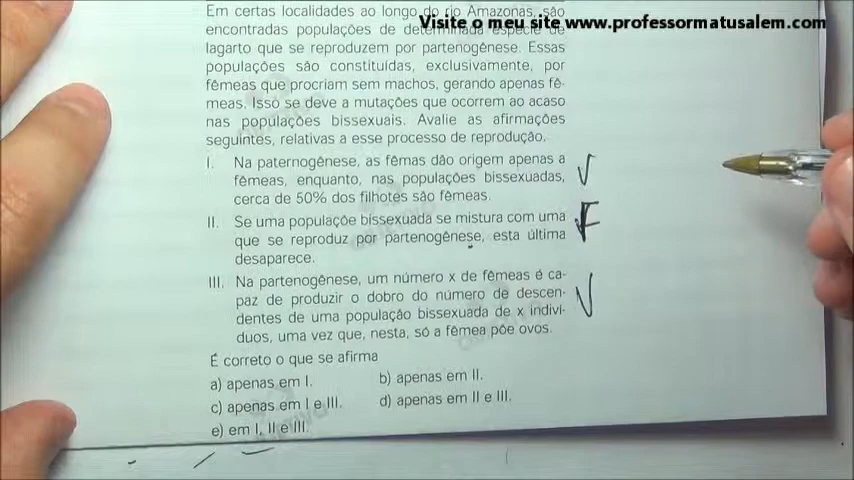 Visite o meu site www.professormatusalem.com
Em certas localidades ao longo do rio Amazonas, são
encontradas populações de determinada espécie de
lagarto que se reproduzem por partenogênese. Essas
populações são constituídas, exclusivamente, por
fêmeas que procriam sem machos, gerando apenas fê-
meas. Isso se deve a mutações que ocorrem ao acaso
nas populações bissexuais. Avalie as afirmações
seguintes, relativas a esse processo de reprodução.
I. Na paternogênese, as fêmas dão origem apenas a
fêmeas, enquanto, nas populações bissexuadas,
cerca de 50% dos filhotes são fêmeas.
V
II. Se uma populaçõe bissexuada se mistura com uma
que se reproduz por partenogênese, esta última
desaparece.
F
III. Na partenogênese, um número x de fêmeas é ca-
paz de produzir o dobro do número de descen-
dentes de uma população bissexuada de x indiví-
duos, uma vez que, nesta, só a fêmea põe ovos.
V
É correto o que se afirma
a) apenas em I.
b) apenas em II.
c) apenas em I e III.
d) apenas em II e III.
e) em I, II e III.